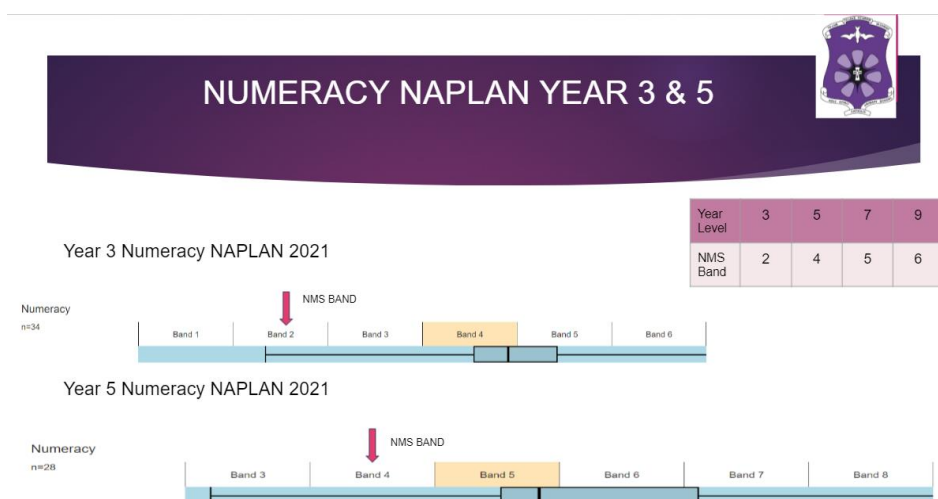 NUMERACY NAPLAN YEAR 3 & 5
Year Level 3 5 7 9
NMS Band 2 4 5 6
Year 3 Numeracy NAPLAN 2021
NMS BAND
Numeracy
n=34
Band 1 Band 2 Band 3 Band 4 Band 5 Band 6
Year 5 Numeracy NAPLAN 2021
NMS BAND
Numeracy
n=28
Band 3 Band 4 Band 5 Band 6 Band 7 Band 8